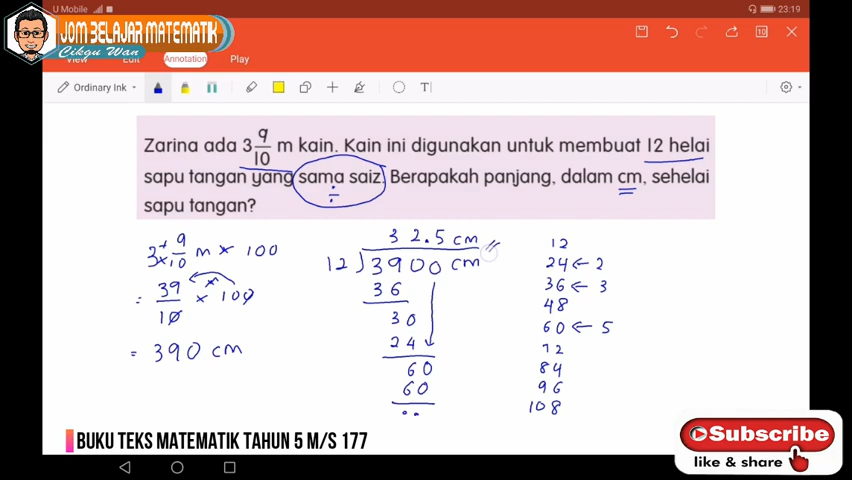 U Mobile
23:19
JOM BELAJAR MATEMATIK
Cikgu Wan
View Edit Annotation Play
10
Ordinary Ink
T
Zarina ada 3 9/10 m kain. Kain ini digunakan untuk membuat 12 helai
sapu tangan yang sama saiz. Berapakah panjang, dalam cm, sehelai
sapu tangan?
÷
3 + × 9/10 m × 100
= 39/10 × 100
= 390 cm
32.5 cm
12 ) 3900 cm
36
30
24
60
60
12
24 ← 2
36 ← 3
48
60 ← 5
72
84
96
108
BUKU TEKS MATEMATIK TAHUN 5 M/S 177
Subscribe
like & share